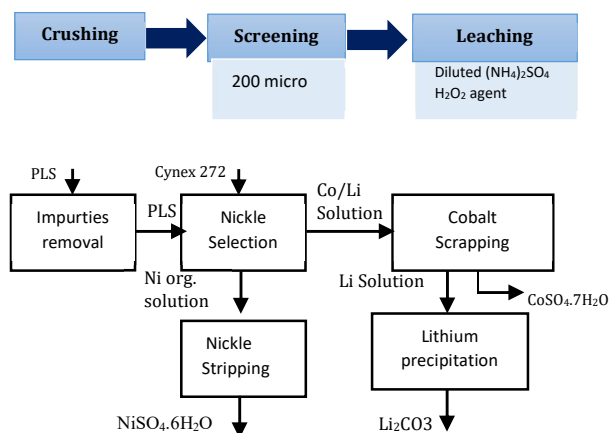 Crushing
Screening
Leaching
200 micro
Diluted (NH₄)₂SO₄
H₂O₂ agent
PLS
Cynex 272
Impurties
removal
PLS
Nickle
Selection
Co/Li
Solution
Cobalt
Scrapping
Ni org.
solution
Li Solution
CoSO₄.7H₂O
Nickle
Stripping
Lithium
precipitation
NiSO₄.6H₂O
Li₂CO3